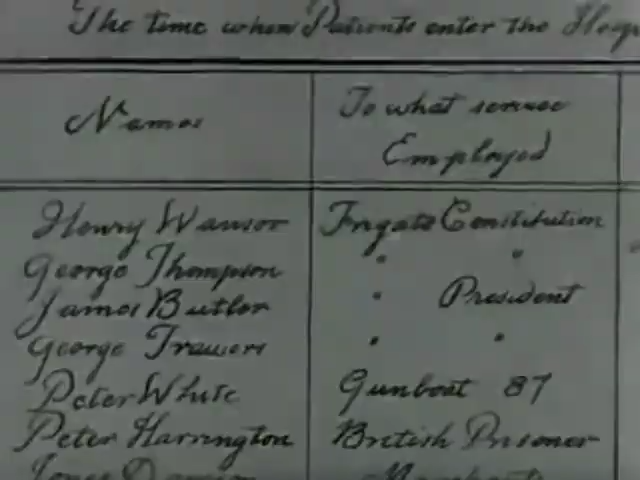 The time when Patients enter the Hosp
Names
To what service
Employed
Henry Wansor Frigate Constitution
George Thompson " "
James Butler " President
George Travers " "
Peter White Gunboat 87
Peter Harrington British Prisoner